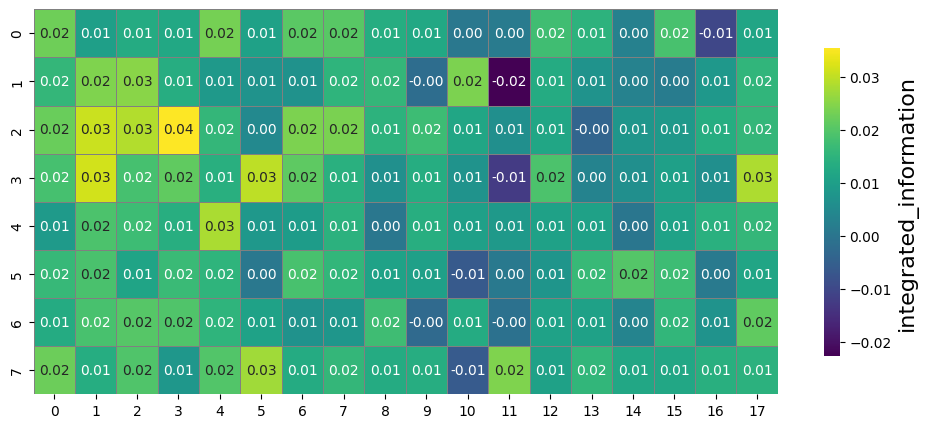 0 0.02 0.01 0.01 0.01 0.02 0.01 0.02 0.02 0.01 0.01 0.00 0.00 0.02 0.01 0.00 0.02 -0.01 0.01
1 0.02 0.02 0.03 0.01 0.01 0.01 0.01 0.02 0.02 -0.00 0.02 -0.02 0.01 0.01 0.00 0.00 0.01 0.02
2 0.02 0.03 0.03 0.04 0.02 0.00 0.02 0.02 0.01 0.02 0.01 0.01 0.01 -0.00 0.01 0.01 0.01 0.02
3 0.02 0.03 0.02 0.02 0.01 0.03 0.02 0.01 0.01 0.01 0.01 -0.01 0.02 0.00 0.01 0.01 0.01 0.03
4 0.01 0.02 0.02 0.01 0.03 0.01 0.01 0.01 0.00 0.01 0.01 0.01 0.01 0.01 0.00 0.01 0.01 0.02
5 0.02 0.02 0.01 0.02 0.02 0.00 0.02 0.02 0.01 0.01 -0.01 0.00 0.01 0.02 0.02 0.02 0.00 0.01
6 0.01 0.02 0.02 0.02 0.02 0.01 0.01 0.01 0.02 -0.00 0.01 -0.00 0.01 0.01 0.00 0.02 0.01 0.02
7 0.02 0.01 0.02 0.01 0.02 0.03 0.01 0.02 0.01 0.01 -0.01 0.02 0.01 0.02 0.01 0.01 0.01 0.01
0 1 2 3 4 5 6 7 8 9 10 11 12 13 14 15 16 17
0.03
0.02
0.01
0.00
−0.01
−0.02
integrated_information